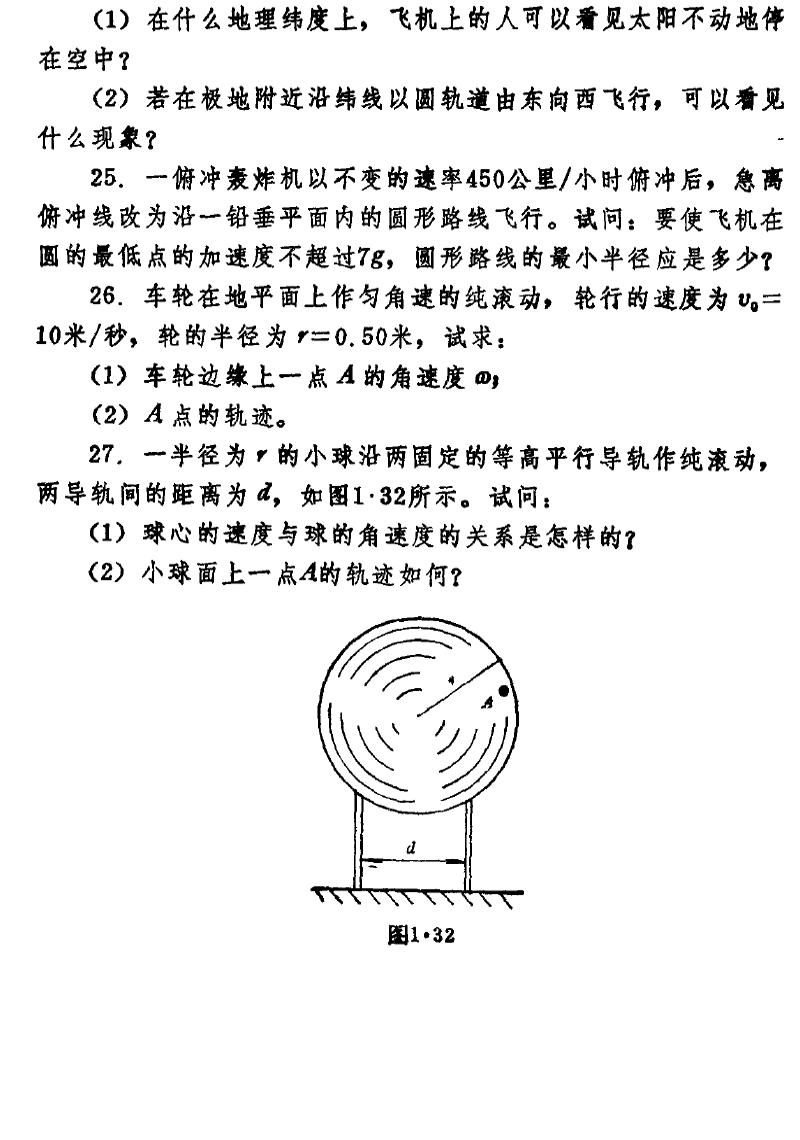 （1）在什么地理纬度上，飞机上的人可以看见太阳不动地停
在空中？
（2）若在极地附近沿纬线以圆轨道由东向西飞行，可以看见
什么现象？
25．一俯冲轰炸机以不变的速率450公里/小时俯冲后，急离
俯冲线改为沿一铅垂平面内的圆形路线飞行。试问：要使飞机在
圆的最低点的加速度不超过7g，圆形路线的最小半径应是多少？
26．车轮在地平面上作匀角速的纯滚动，轮行的速度为 v₀＝
10米/秒，轮的半径为 r＝0.50米，试求：
（1）车轮边缘上一点 A 的角速度 ω；
（2）A 点的轨迹。
27．一半径为 r 的小球沿两固定的等高平行导轨作纯滚动，
两导轨间的距离为 d，如图1·32所示。试问：
（1）球心的速度与球的角速度的关系是怎样的？
（2）小球面上一点A的轨迹如何？
A
d
图1·32